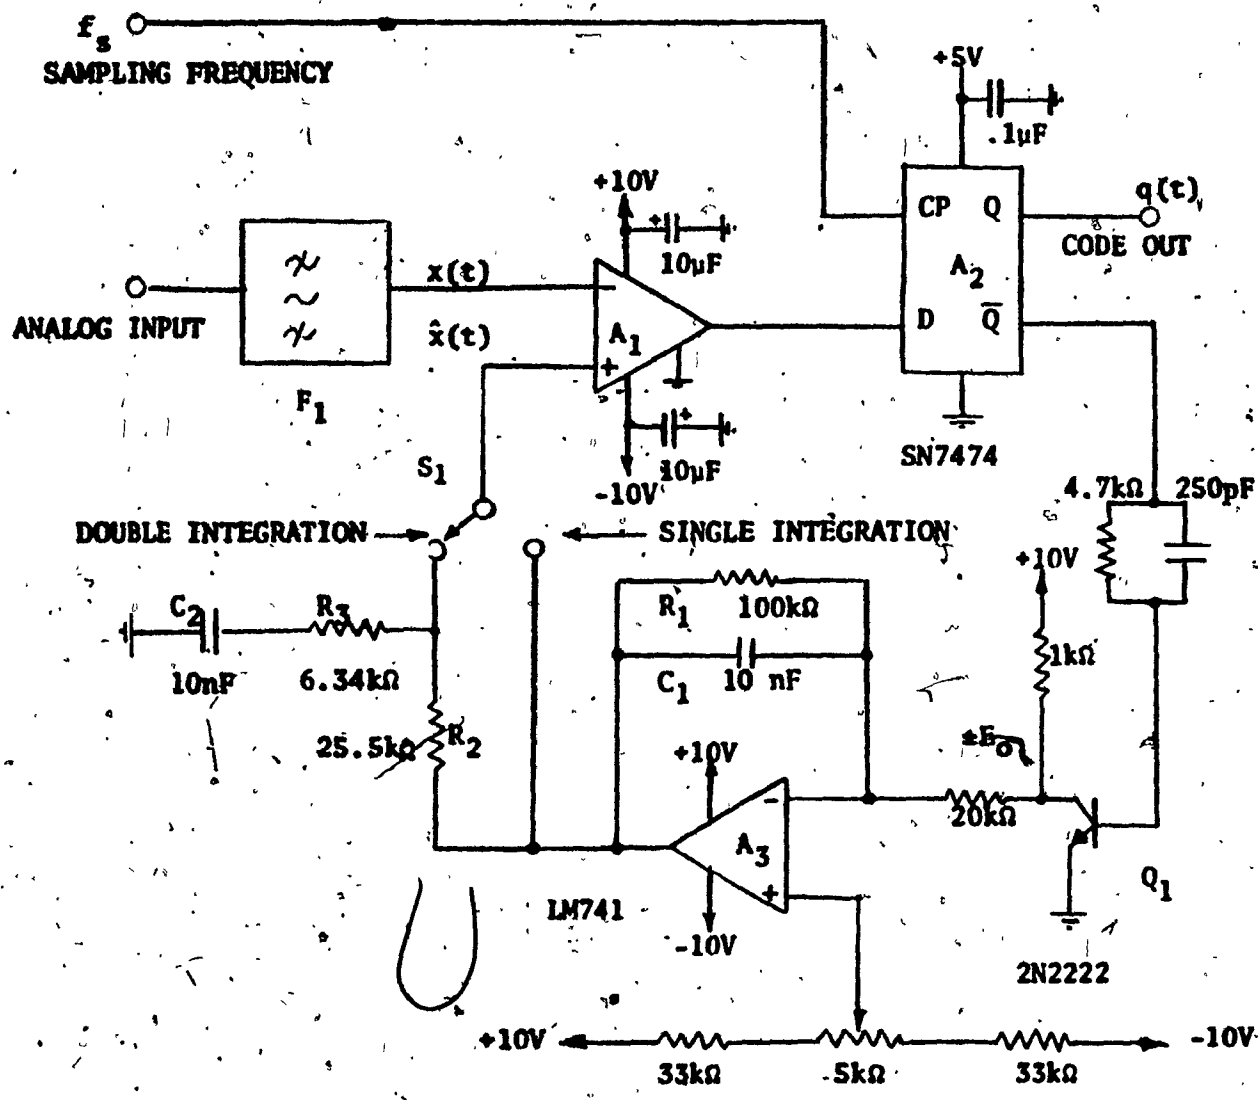 f_s
SAMPLING FREQUENCY
+5V
.1µF
+10V
10µF
CP Q
q(t)
CODE OUT
A_2
D Q̅
SN7474
x(t)
ANALOG INPUT
x̂(t)
F_1
− A_1 +
10µF
-10V
S_1
DOUBLE INTEGRATION
SINGLE INTEGRATION
4.7kΩ 250pF
+10V
1kΩ
C_2
10nF
R_3
6.34kΩ
R_1 100kΩ
C_1 10 nF
25.5kΩ R_2
+10V
±E_o
20kΩ
− A_3 +
-10V
LM741
Q_1
2N2222
+10V -10V
33kΩ 5kΩ 33kΩ